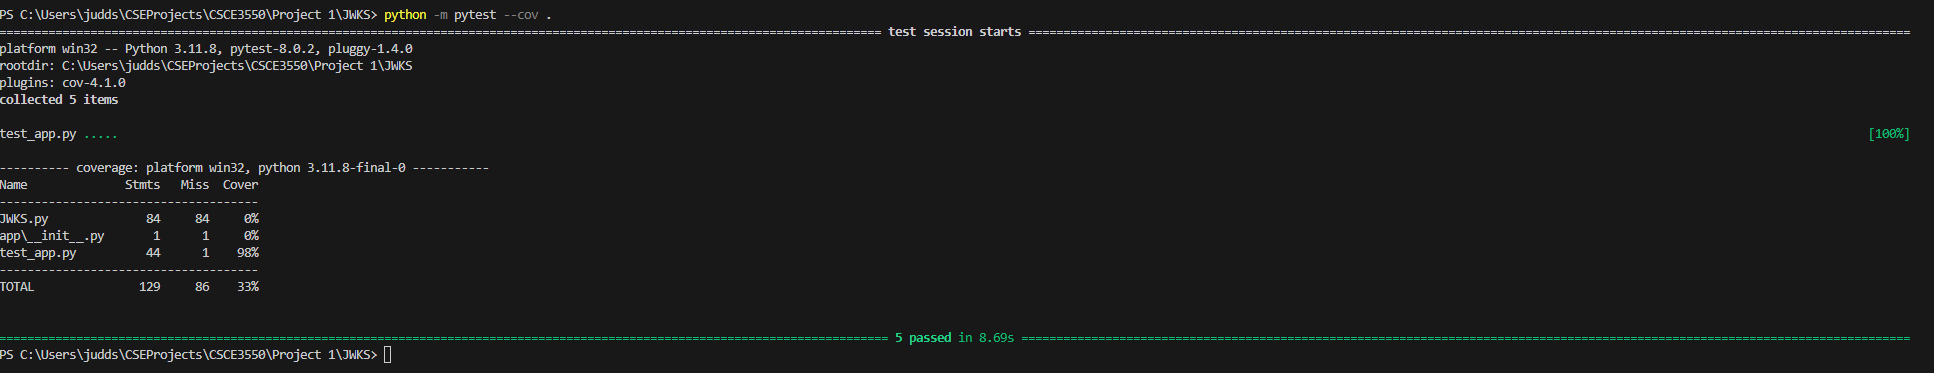 PS C:\Users\judds\CSEProjects\CSCE3550\Project 1\JWKS> python -m pytest --cov .
============================= test session starts =============================
platform win32 -- Python 3.11.8, pytest-8.0.2, pluggy-1.4.0
rootdir: C:\Users\judds\CSEProjects\CSCE3550\Project 1\JWKS
plugins: cov-4.1.0
collected 5 items
test_app.py ..... [100%]
---------- coverage: platform win32, python 3.11.8-final-0 -----------
Name Stmts Miss Cover
-------------------------------------
JWKS.py 84 84 0%
app\__init__.py 1 1 0%
test_app.py 44 1 98%
-------------------------------------
TOTAL 129 86 33%
============================= 5 passed in 8.69s =============================
PS C:\Users\judds\CSEProjects\CSCE3550\Project 1\JWKS>